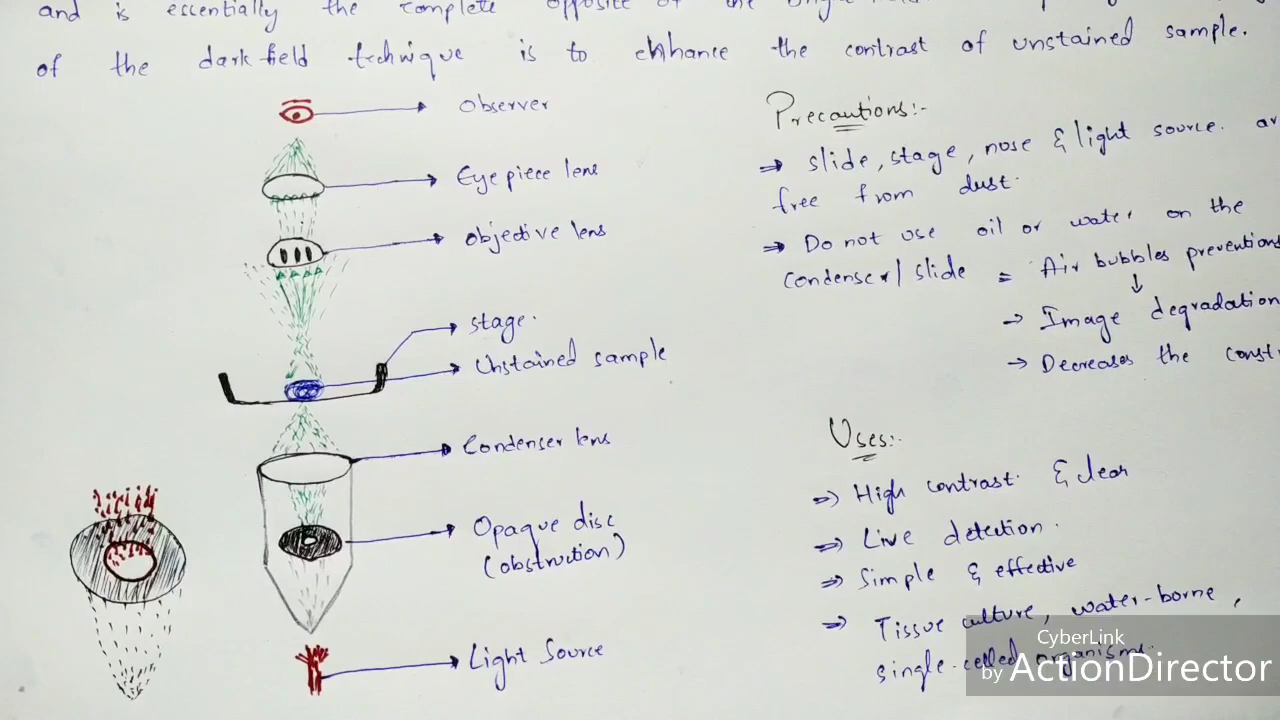 and is essentially the complete opposite of the
of the dark field technique is to enhance the contrast of unstained sample.
Observer
Eye piece lens
objective lens
stage.
Unstained sample
Condenser lens
Opaque disc
(obstruction)
Light Source
Precautions:-
⇒ slide, stage, nose & light source. ar
free from dust.
⇒ Do not use oil or water on the
Condenser/slide = Air bubbles preventions
↓
→ Image degradation
→ Decreases the const
Uses:-
⇒ High contrast. & clear
⇒ Live detection.
⇒ Simple & effective
⇒ Tissue culture, water-borne,
single-celled organisms.
CyberLink
by ActionDirector